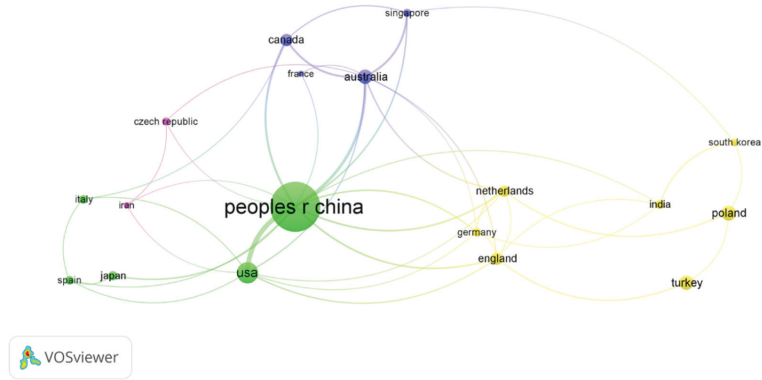 singapore
canada
france
australia
czech republic
south korea
italy
iran
peoples r china
netherlands
india
poland
germany
england
usa
japan
spain
turkey
VOSviewer